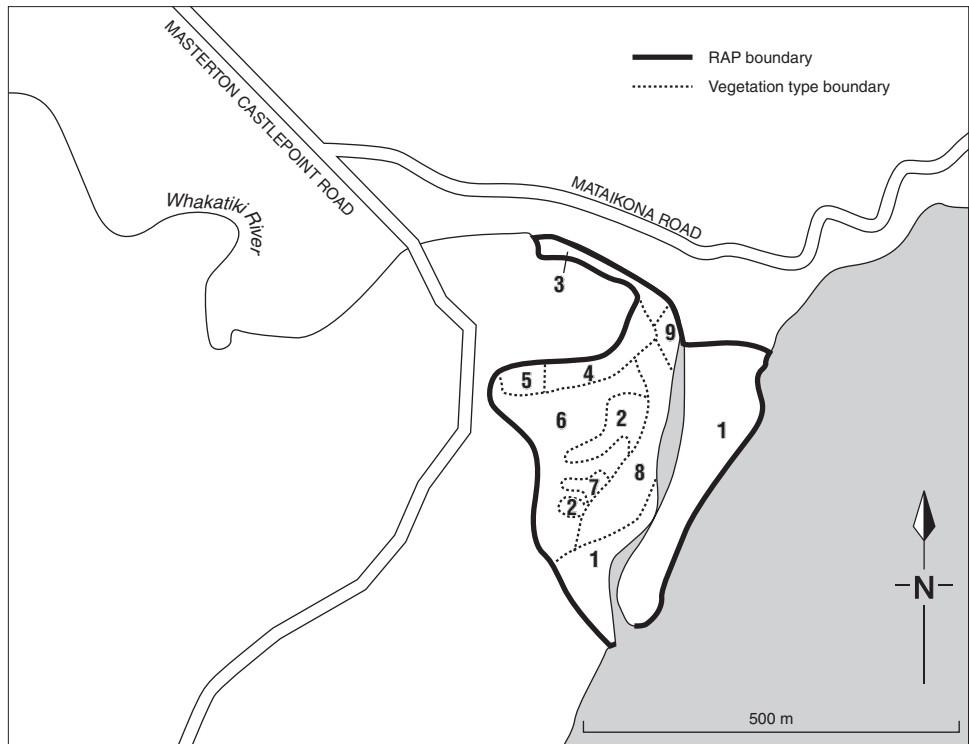 RAP boundary
Vegetation type boundary
MASTERTON CASTLEPOINT ROAD
Whakatiki River
MATAIKONA ROAD
3
9
5
4
6
2
1
8
7
2
1
N
500 m